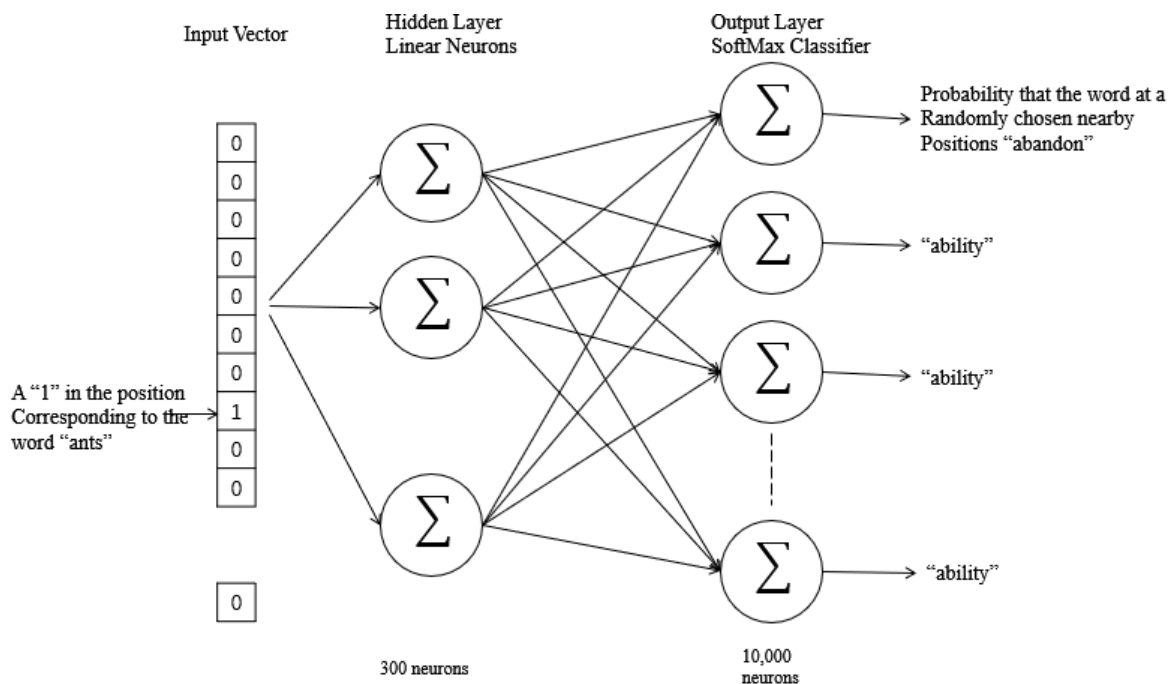 Input Vector
Hidden Layer
Linear Neurons
Output Layer
SoftMax Classifier
0
0
0
0
0
0
0
1
0
0
0
A “1” in the position
Corresponding to the
word “ants”
∑
∑
∑
∑
∑
∑
∑
Probability that the word at a
Randomly chosen nearby
Positions “abandon”
“ability”
“ability”
“ability”
300 neurons
10,000
neurons